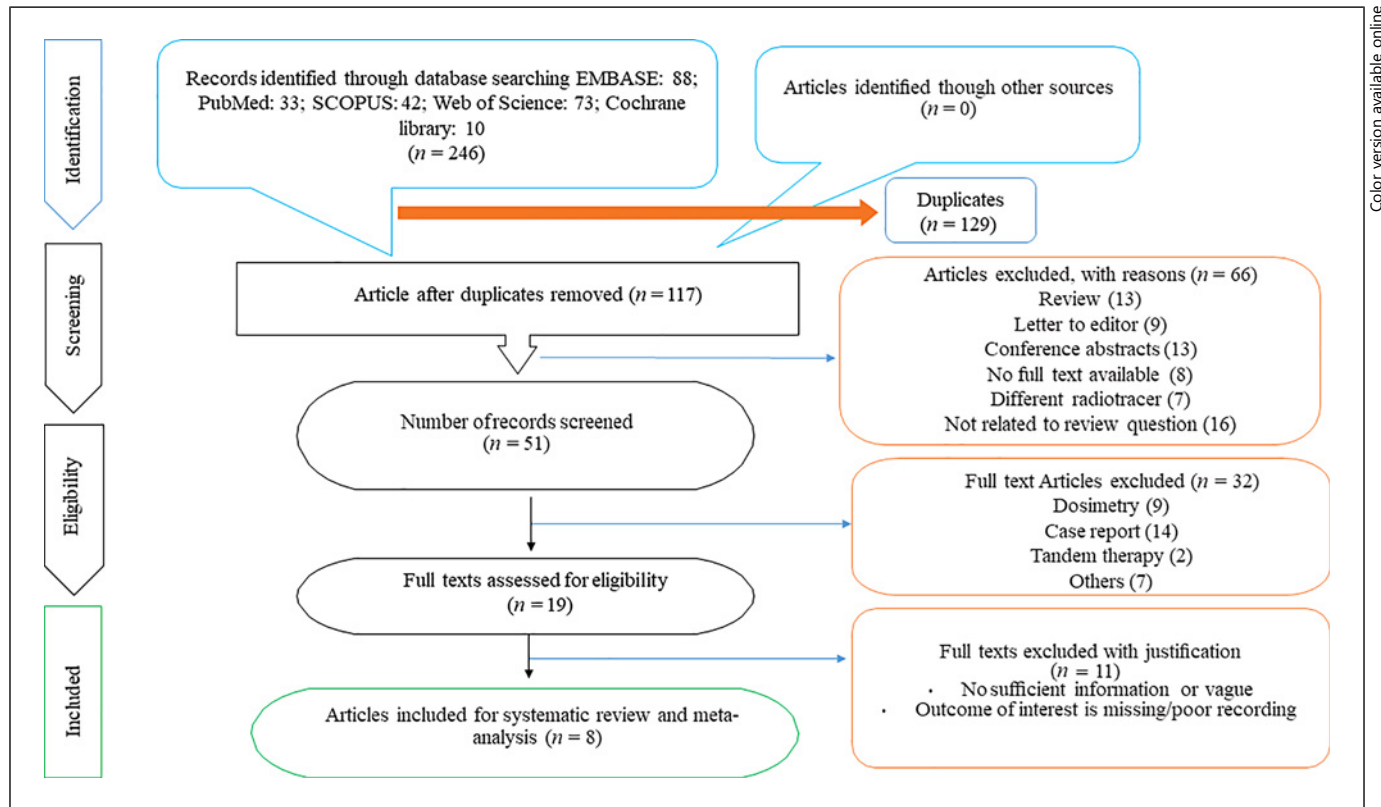 Identification
Records identified through database searching EMBASE: 88;
PubMed: 33; SCOPUS: 42; Web of Science: 73; Cochrane
library: 10
(n = 246)
Articles identified though other sources
(n = 0)
Duplicates
(n = 129)
Screening
Article after duplicates removed (n = 117)
Articles excluded, with reasons (n = 66)
Review (13)
Letter to editor (9)
Conference abstracts (13)
No full text available (8)
Different radiotracer (7)
Not related to review question (16)
Number of records screened
(n = 51)
Eligibility
Full text Articles excluded (n = 32)
Dosimetry (9)
Case report (14)
Tandem therapy (2)
Others (7)
Full texts assessed for eligibility
(n = 19)
Included
Full texts excluded with justification
(n = 11)
· No sufficient information or vague
· Outcome of interest is missing/poor recording
Articles included for systematic review and meta-
analysis (n = 8)
Color version available online